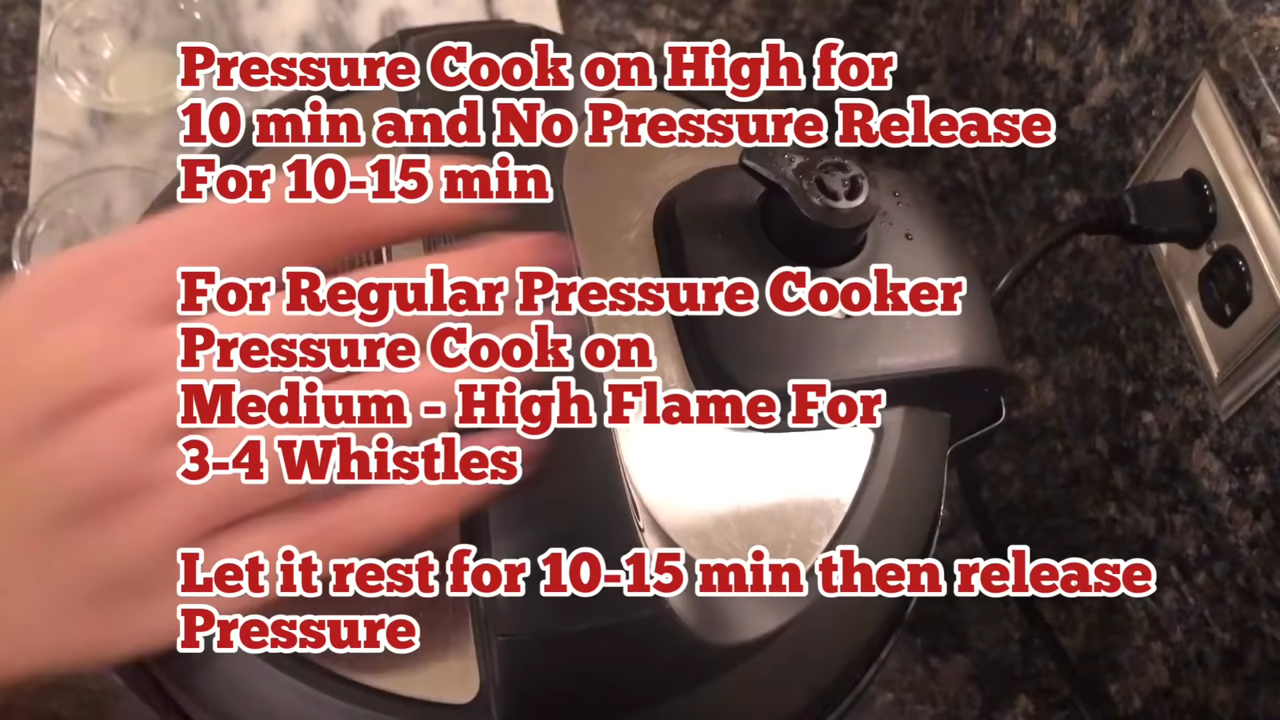 Pressure Cook on High for
10 min and No Pressure Release
For 10-15 min
For Regular Pressure Cooker
Pressure Cook on
Medium - High Flame For
3-4 Whistles
Let it rest for 10-15 min then release
Pressure